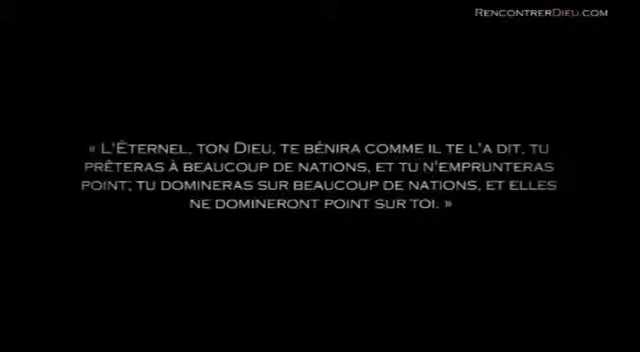 RENCONTRERDIEU.COM
« L'ÉTERNEL, TON DIEU, TE BÉNIRA COMME IL TE L'A DIT, TU
PRÊTERAS À BEAUCOUP DE NATIONS, ET TU N'EMPRUNTERAS
POINT; TU DOMINERAS SUR BEAUCOUP DE NATIONS, ET ELLES
NE DOMINERONT POINT SUR TOI. »